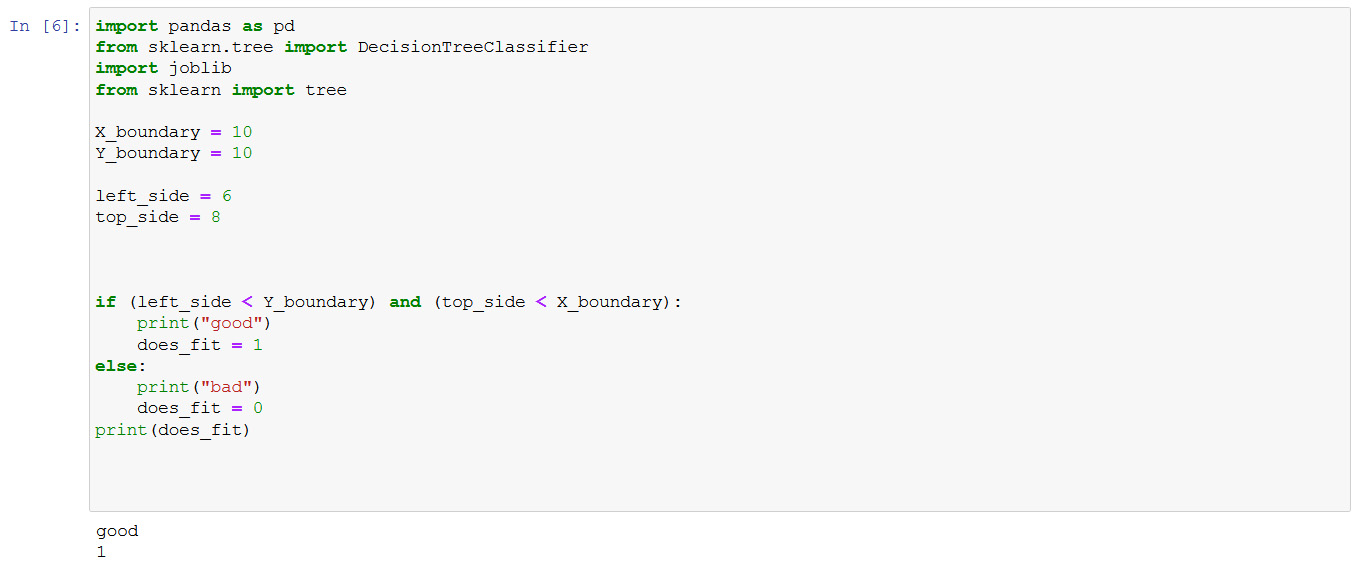 In [6]: import pandas as pd
from sklearn.tree import DecisionTreeClassifier
import joblib
from sklearn import tree
X_boundary = 10
Y_boundary = 10
left_side = 6
top_side = 8
if (left_side < Y_boundary) and (top_side < X_boundary):
    print("good")
    does_fit = 1
else:
    print("bad")
    does_fit = 0
print(does_fit)
good
1